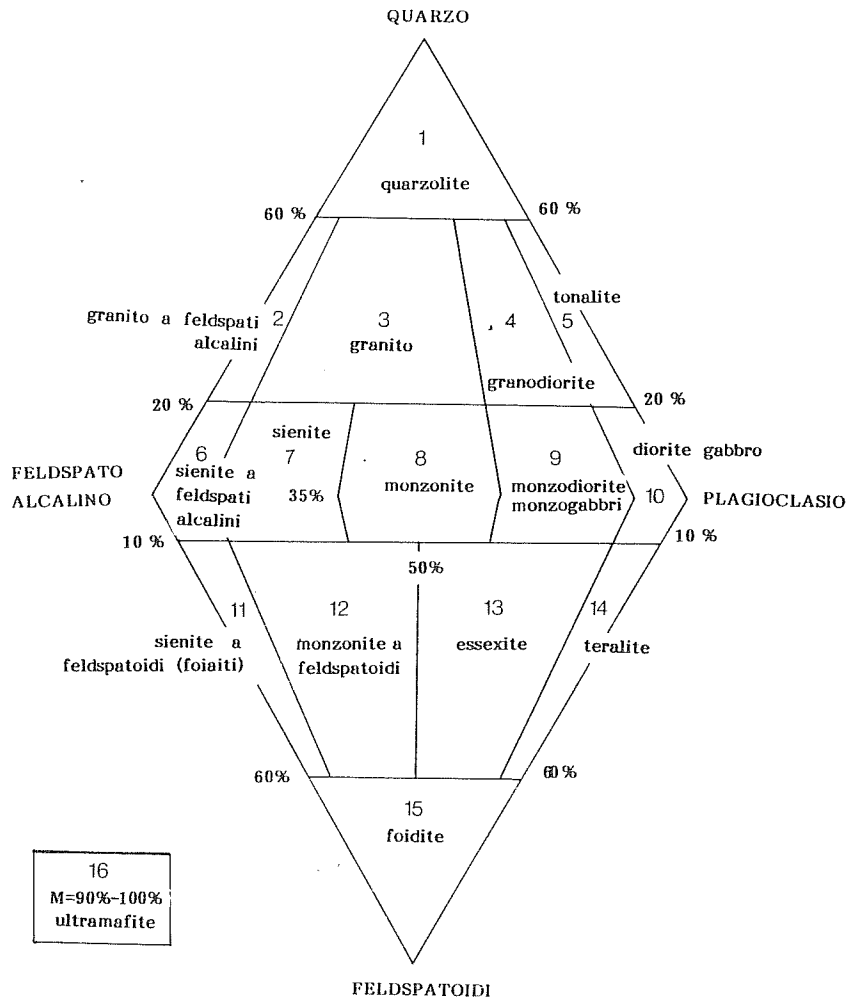 QUARZO
1
quarzolite
60 %
60 %
granito a feldspati
alcalini
2
3
granito
4
granodiorite
tonalite
5
20 %
20 %
sienite
6
7
8
9
diorite gabbro
FELDSPATO
ALCALINO
sienite a
feldspati
alcalini
35%
monzonite
monzodiorite
monzogabbri
10
PLAGIOCLASIO
10 %
10 %
50%
11
12
13
14
sienite a
feldspatoidi (foiaiti)
monzonite a
feldspatoidi
essexite
teralite
60%
60%
15
foidite
16
M=90%-100%
ultramafite
FELDSPATOIDI